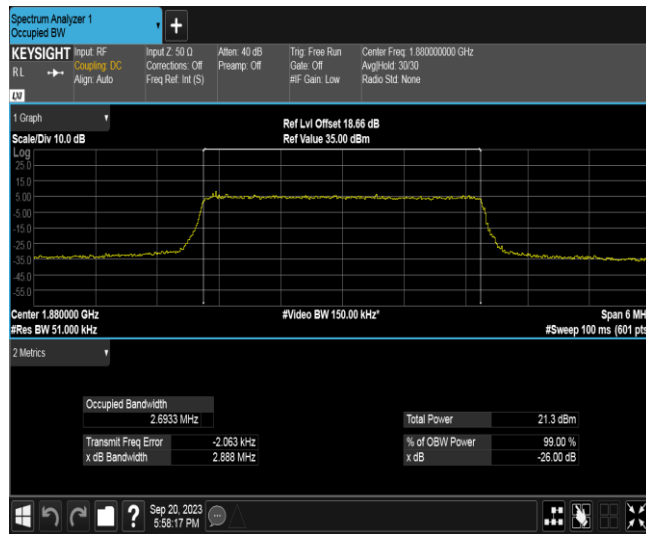 Spectrum Analyzer 1
Occupied BW
+
KEYSIGHT
RL
LXI
Input: RF
Coupling: DC
Align: Auto
Input Z: 50 Ω
Corrections: Off
Freq Ref: Int (S)
Atten: 40 dB
Preamp: Off
Trig: Free Run
Gate: Off
#IF Gain: Low
Center Freq: 1.880000000 GHz
Avg|Hold: 30/30
Radio Std: None
1 Graph
Scale/Div 10.0 dB
Ref Lvl Offset 18.66 dB
Ref Value 35.00 dBm
Log
25.0
15.0
5.00
-5.00
-15.0
-25.0
-35.0
-45.0
-55.0
Center 1.880000 GHz
#Res BW 51.000 kHz
#Video BW 150.00 kHz*
Span 6 MH
#Sweep 100 ms (601 pts
2 Metrics
Occupied Bandwidth
2.6933 MHz
Transmit Freq Error -2.063 kHz
x dB Bandwidth 2.888 MHz
Total Power 21.3 dBm
% of OBW Power 99.00 %
x dB -26.00 dB
?
Sep 20, 2023
5:58:17 PM